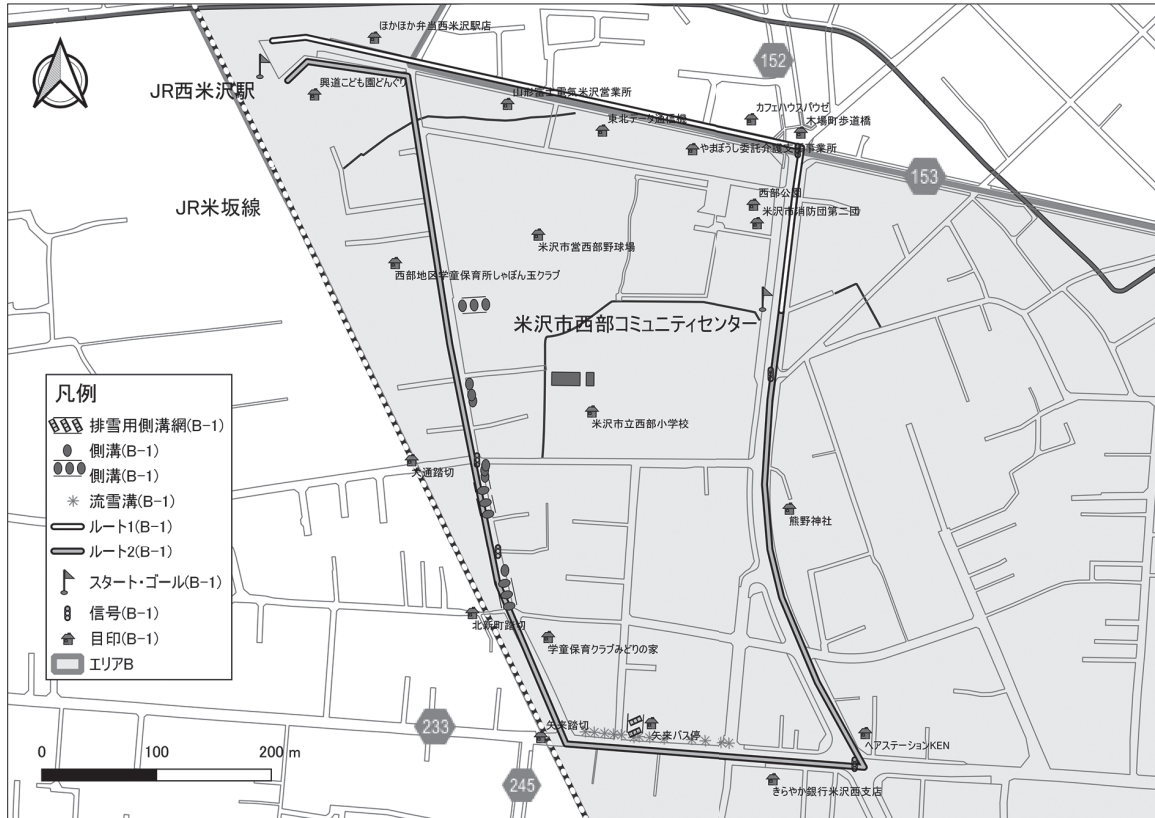 ほかほか弁当西米沢駅店
152
JR西米沢駅
興道こども園どんぐり
山形富士電氣米沢営業所
カフェハウスパウゼ
木場町歩道橋
やまぼうし委託介護支援事業所
153
西部公園
米沢市消防団第二団
JR米坂線
米沢市営西部野球場
西部地区学童保育所しゃぼん玉クラブ
米沢市西部コミュニティセンター
米沢市立西部小学校
凡例
排雪用側溝網(B-1)
側溝(B-1)
側溝(B-1)
流雪溝(B-1)
ルート1(B-1)
ルート2(B-1)
スタート・ゴール(B-1)
信号(B-1)
目印(B-1)
エリアB
大通踏切
熊野神社
北新町踏切
学童保育クラブみどりの家
233
矢来踏切
矢来バス停
ヘアステーションKEN
0 100 200 m
245
きらやか銀行米沢西支店